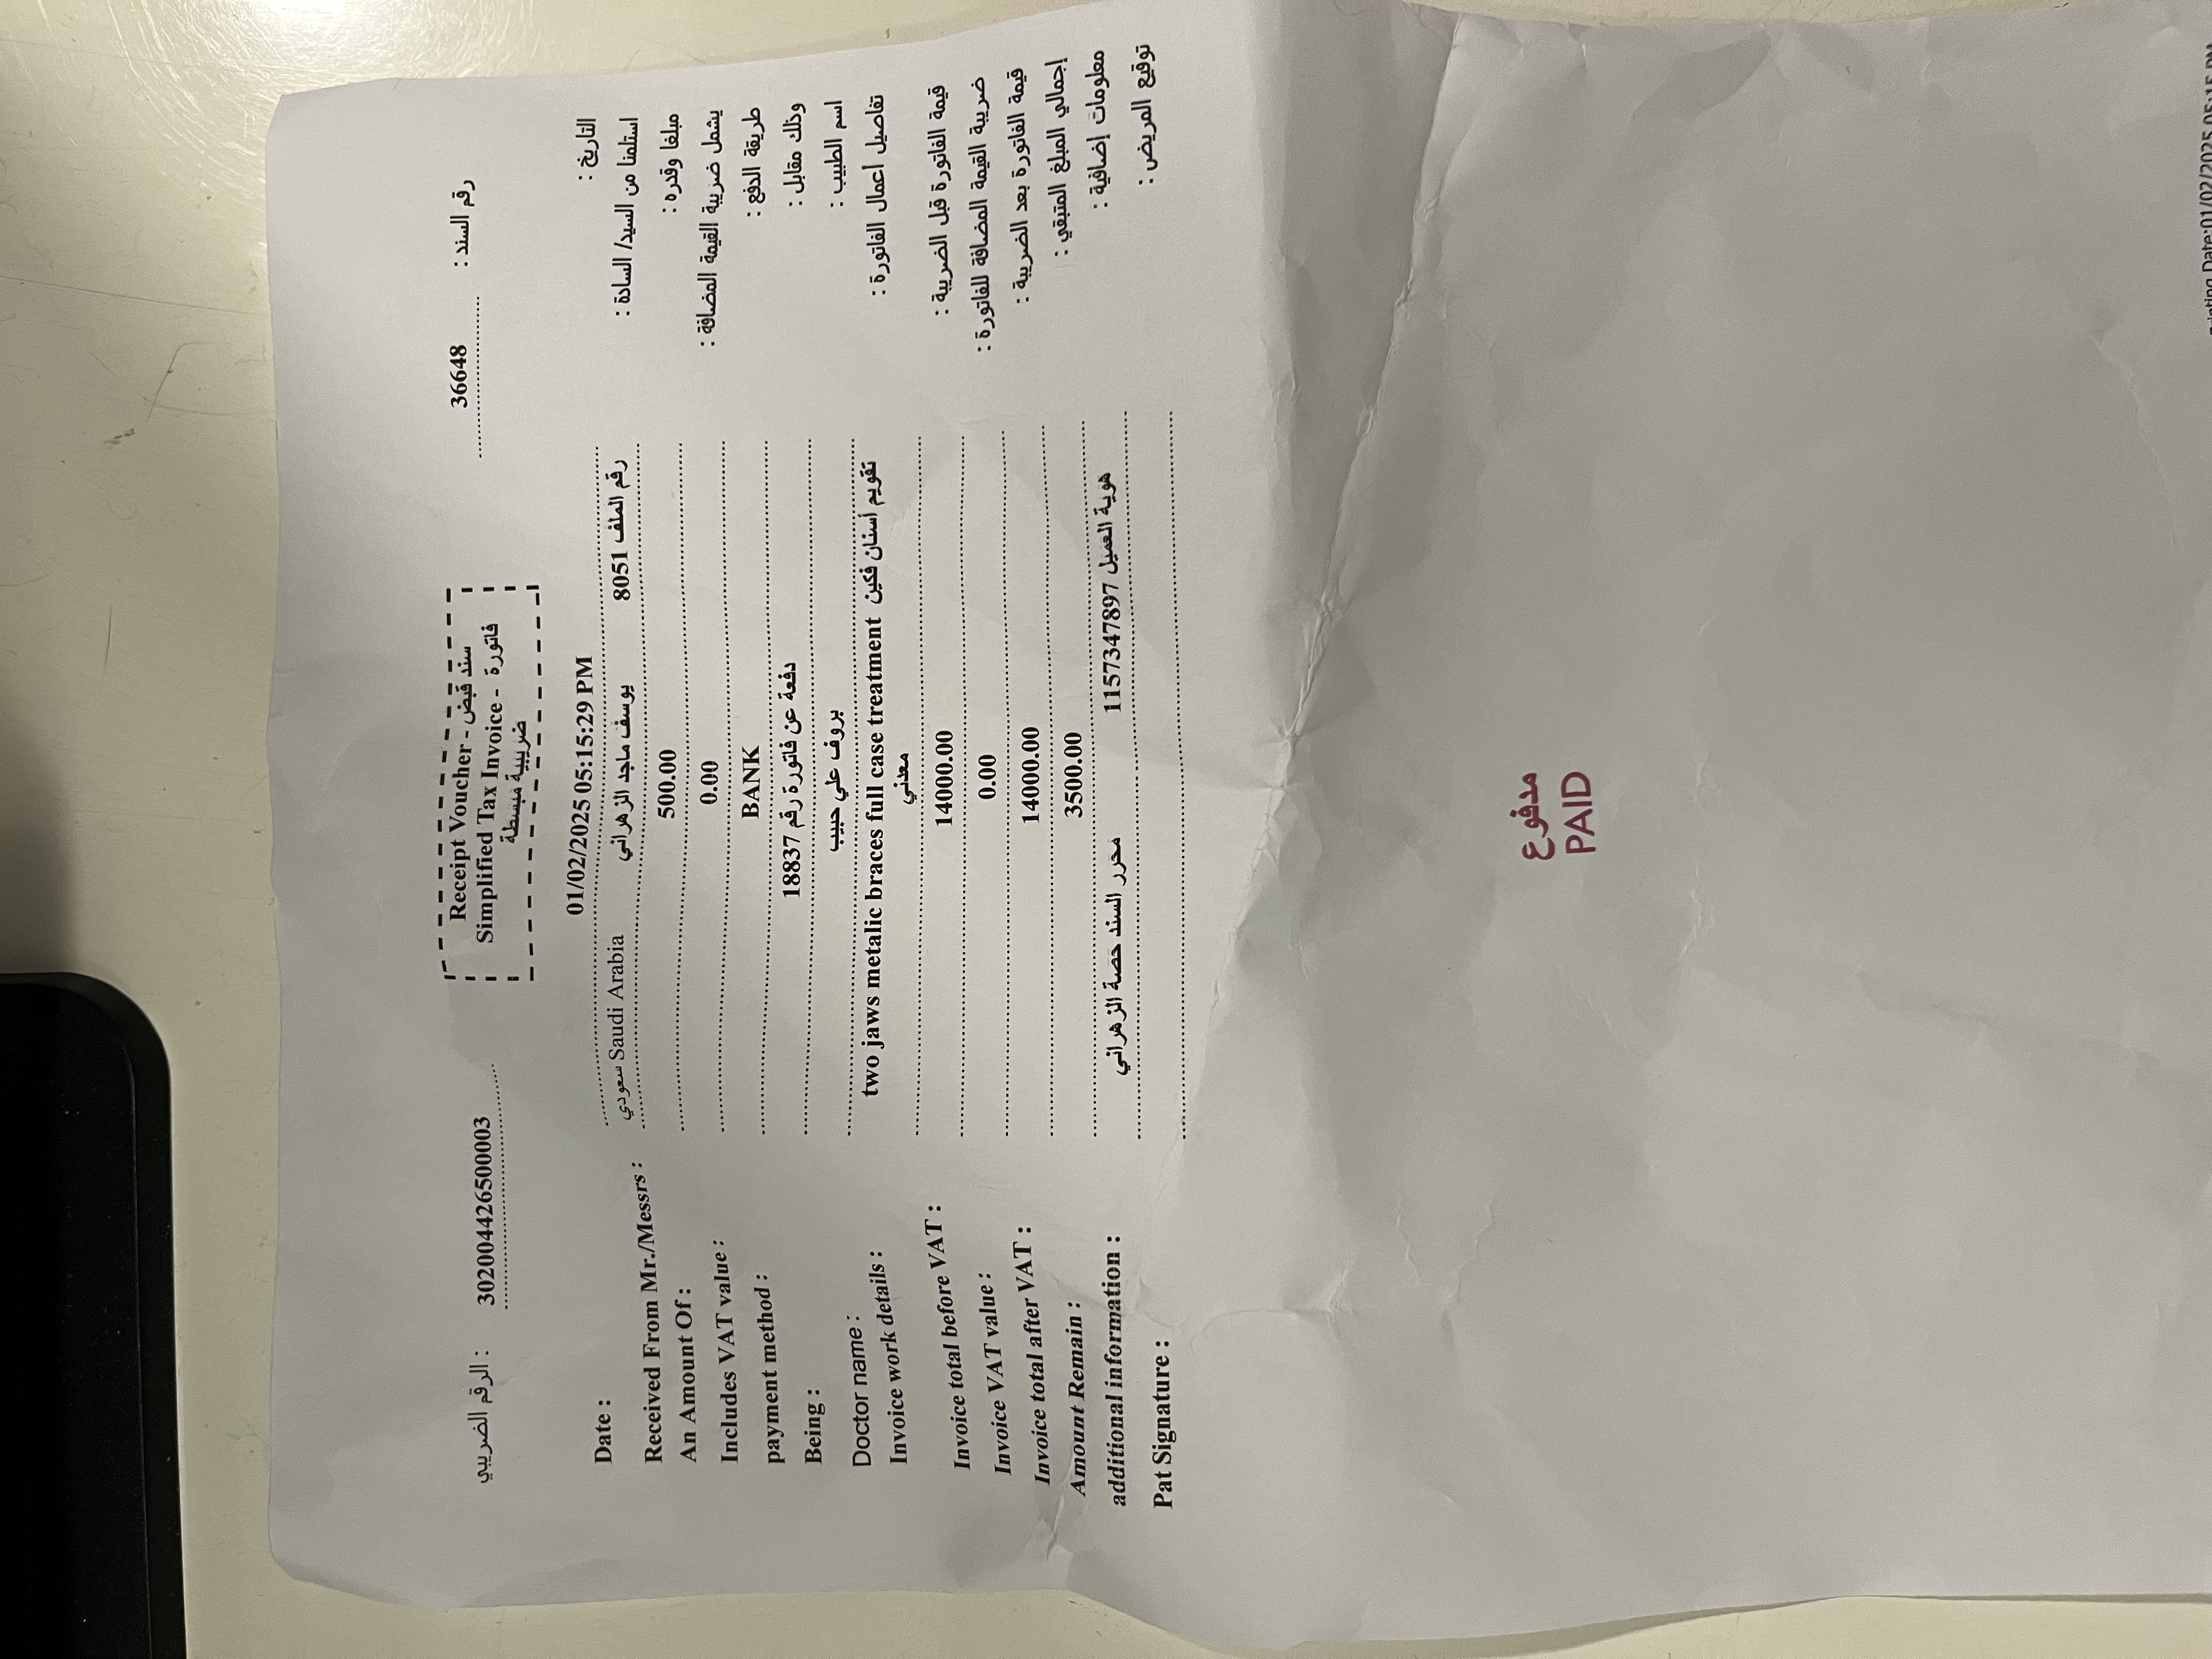 الرقم الضريبي : 302004426500003
Receipt Voucher - سند قبض
Simplified Tax Invoice - فاتورة
ضريبية مبسطة
رقم السند : 36648
Date : 01/02/2025 05:15:29 PM التاريخ :
Received From Mr./Messrs : سعودي Saudi Arabia يوسف ماجد الزهراني رقم الملف 8051 استلمنا من السيد/ السادة :
An Amount Of : 500.00 مبلغا وقدره :
Includes VAT value : 0.00 يشمل ضريبة القيمة المضافة :
payment method : BANK طريقة الدفع :
Being : دفعة عن فاتورة رقم 18837 وذلك مقابل :
Doctor name : بروف علي حبيب اسم الطبيب :
Invoice work details : two jaws metalic braces full case treatment تقويم أسنان فكين تفاصيل أعمال الفاتورة :
معدني
Invoice total before VAT : 14000.00 قيمة الفاتورة قبل الضريبة :
Invoice VAT value : 0.00 ضريبة القيمة المضافة للفاتورة :
Invoice total after VAT : 14000.00 قيمة الفاتورة بعد الضريبة :
Amount Remain : 3500.00 إجمالي المبلغ المتبقي :
additional information : محرر السند حصة الزهراني هوية العميل 1157347897 معلومات إضافية :
Pat Signature : توقيع المريض :
مدفوع
PAID
Date:01/02/2025 05:15 PM